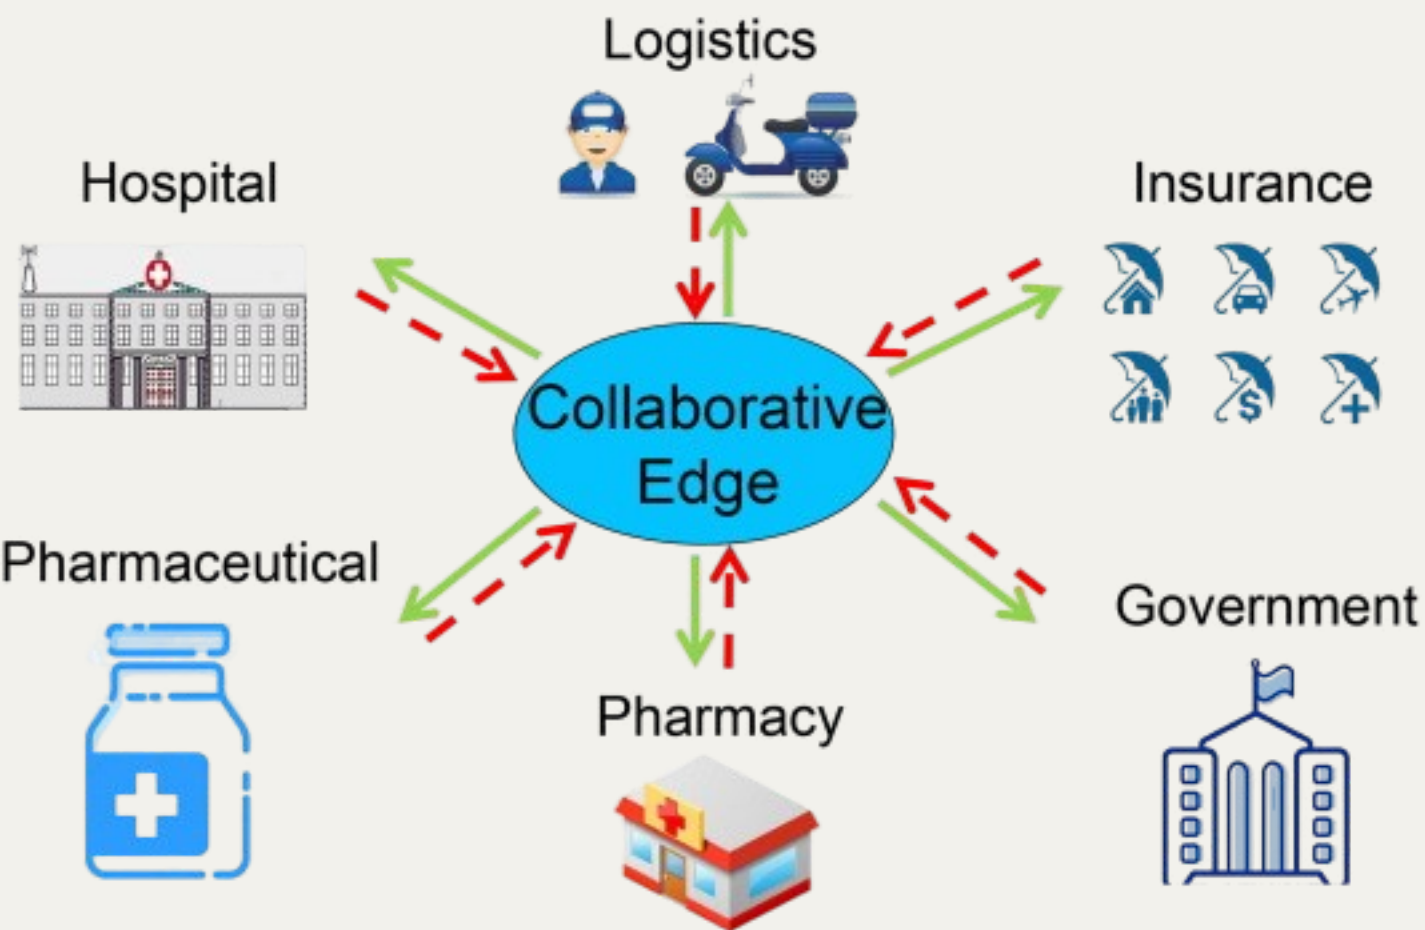 Logistics
Hospital
Insurance
Collaborative
Edge
Pharmaceutical
Government
Pharmacy
$